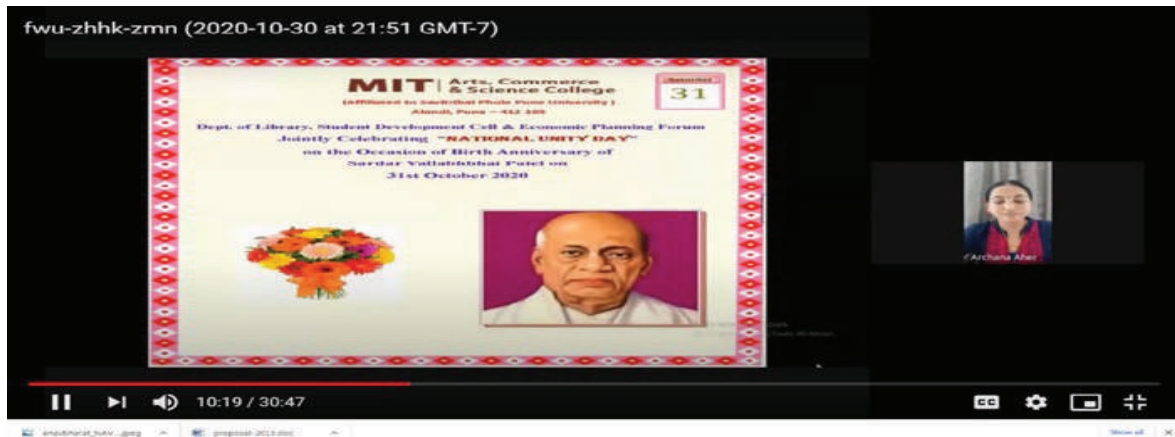 fwu-zhhk-zmn (2020-10-30 at 21:51 GMT-7)
MIT Arts, Commerce
& Science College
(Affiliated to Savitribai Phule Pune University )
Alandi, Pune – 412 105
31
Dept. of Library, Student Development Cell & Economic Planning Forum
Jointly Celebrating "NATIONAL UNITY DAY"
on the Occasion of Birth Anniversary of
Sardar Vallabhbhai Patel on
31st October 2020
Archana Aher
10:19 / 30:47
CC
proposal 2013.doc
Show all